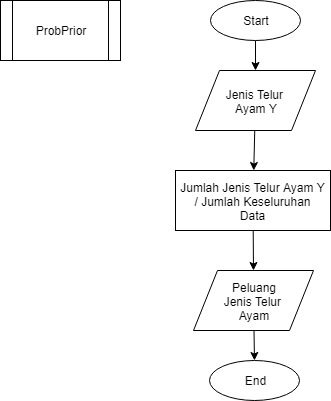 ProbPrior
Start
Jenis Telur
Ayam Y
Jumlah Jenis Telur Ayam Y
/ Jumlah Keseluruhan
Data
Peluang
Jenis Telur
Ayam
End